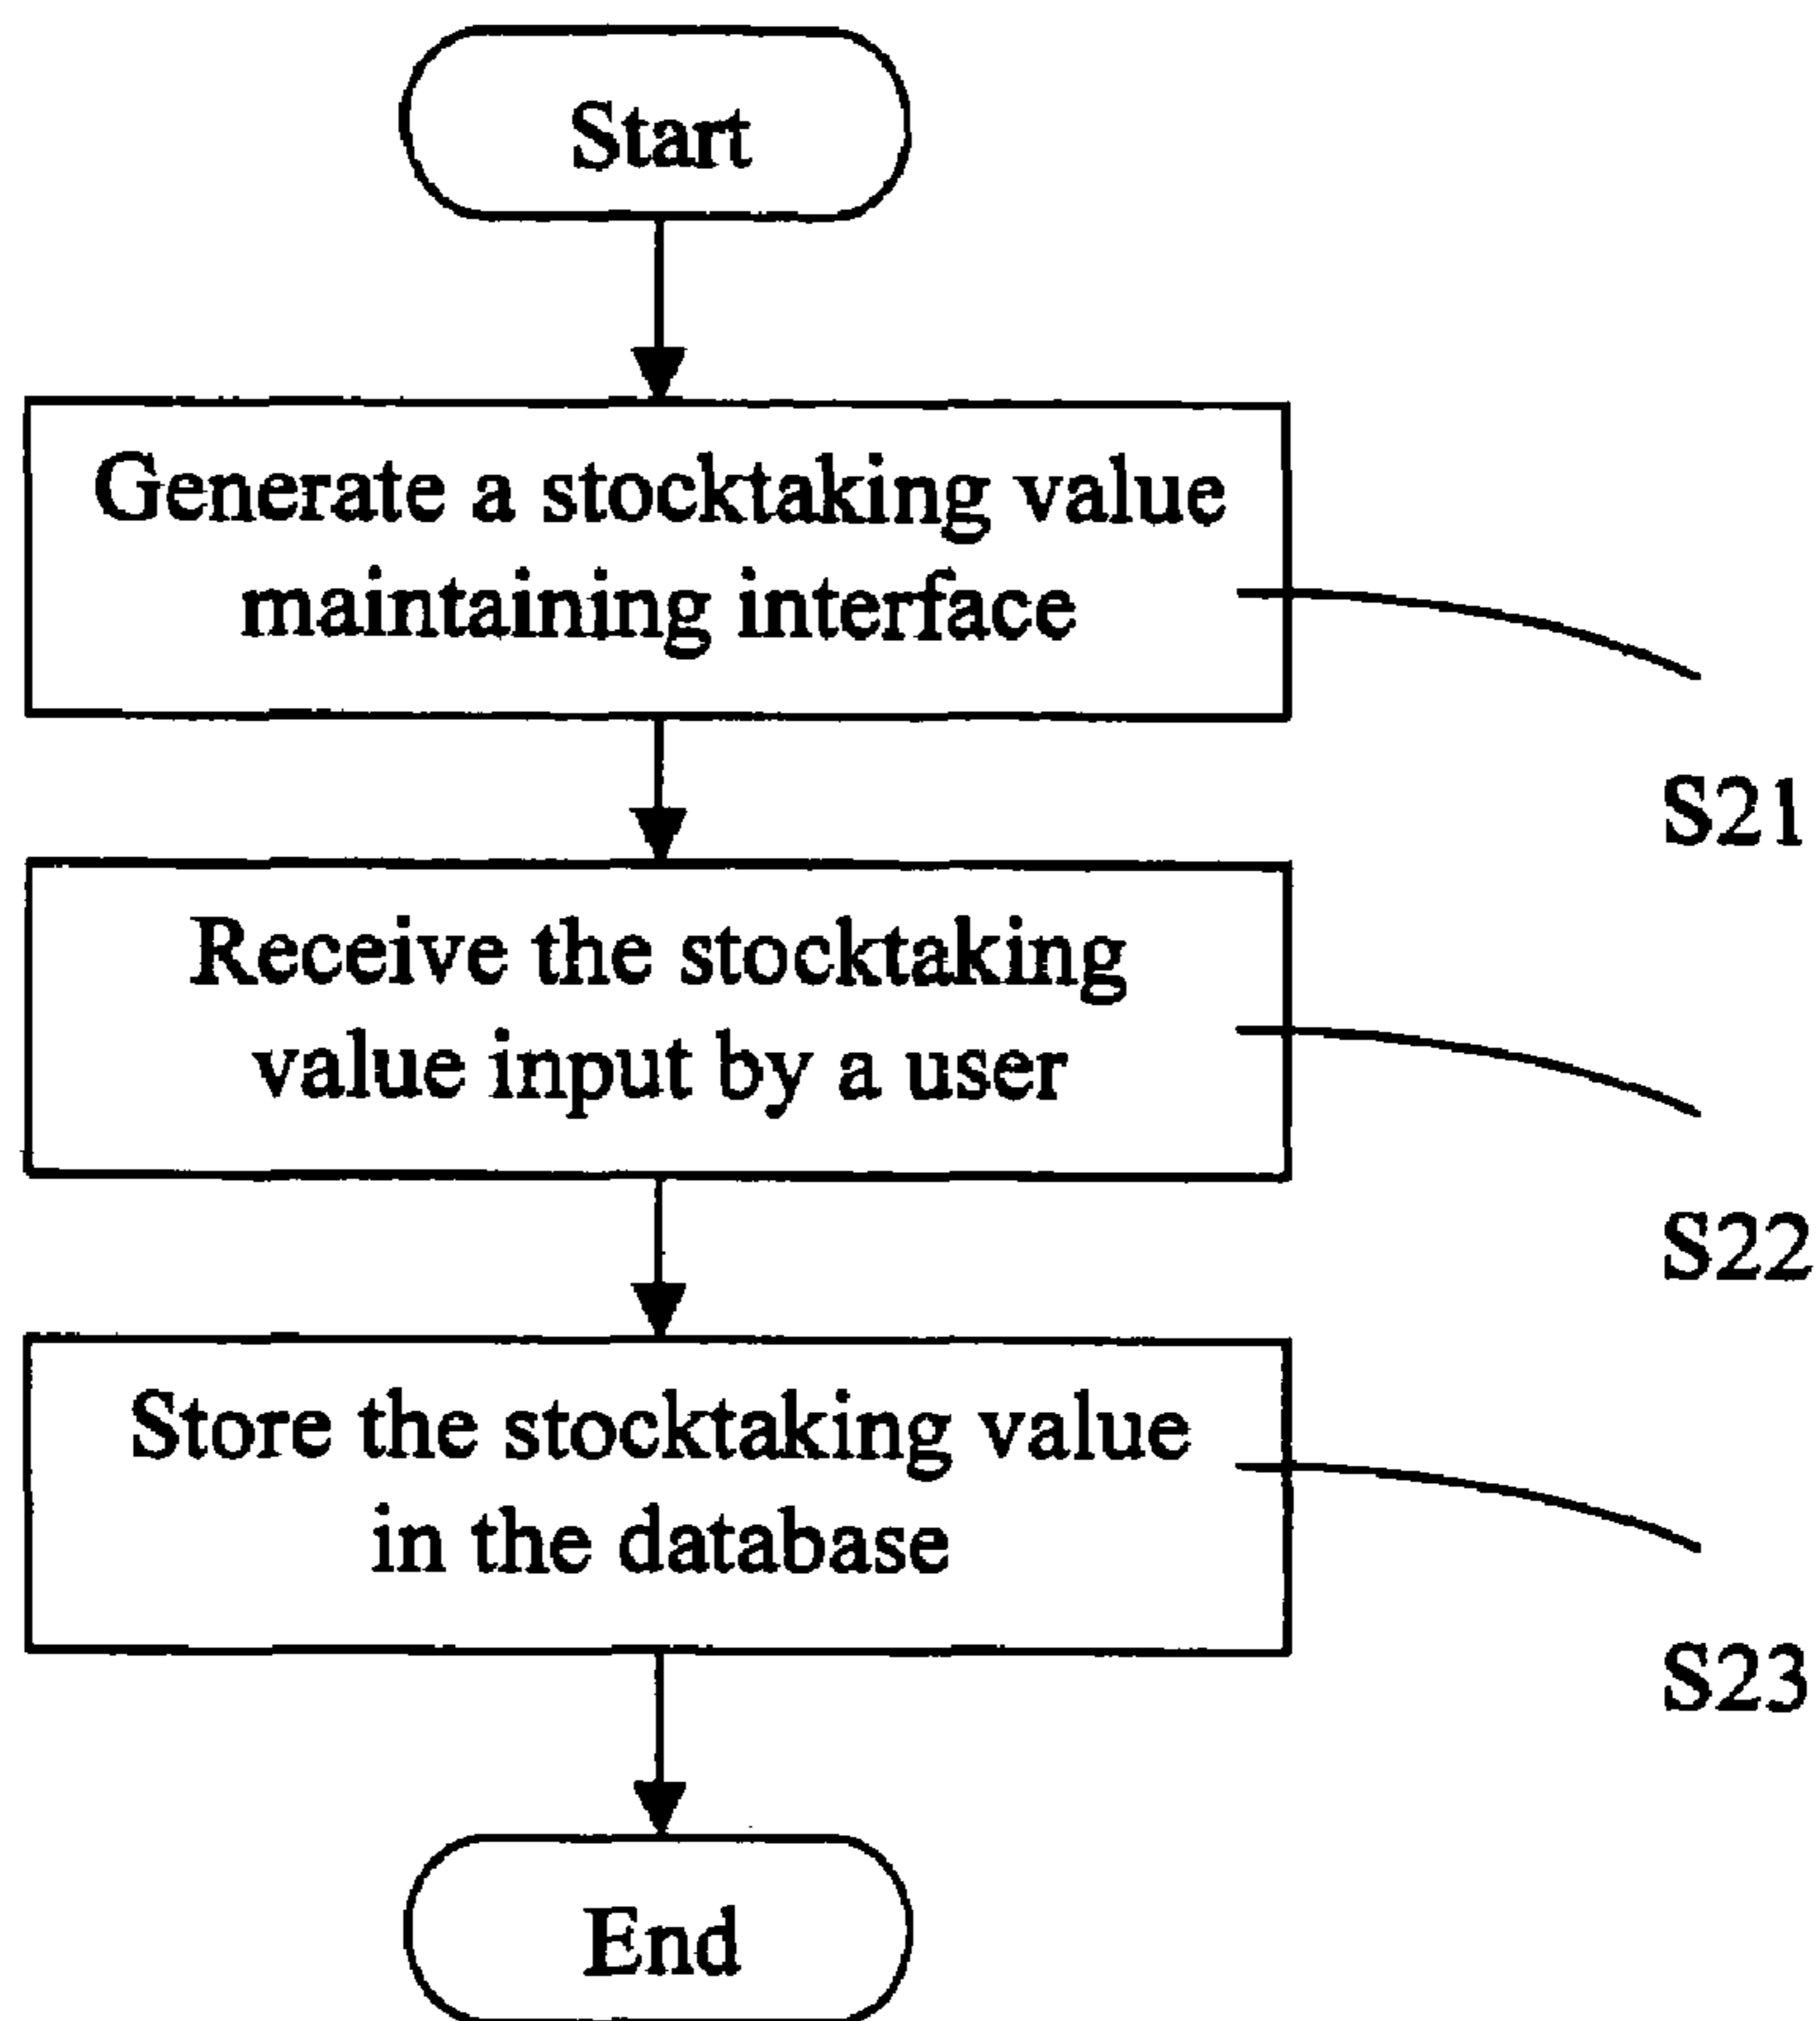 Start
Generate a stocktaking value
maintaining interface
S21
Receive the stocktaking
value input by a user
S22
Store the stocktaking value
in the database
S23
End